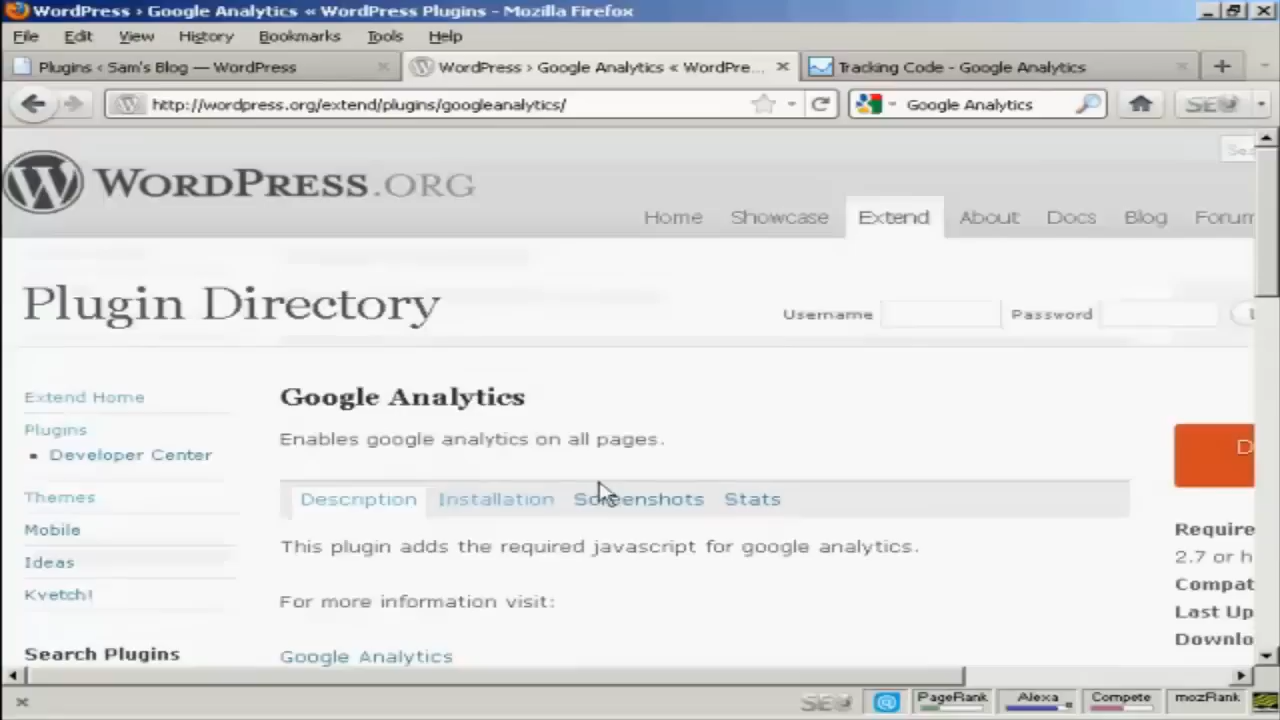 WordPress › Google Analytics « WordPress Plugins - Mozilla Firefox
File Edit View History Bookmarks Tools Help
Plugins ‹ Sam's Blog — WordPress
WordPress › Google Analytics « WordPre...
Tracking Code - Google Analytics
http://wordpress.org/extend/plugins/googleanalytics/
Google Analytics
SEO
WORDPRESS.ORG
Home Showcase Extend About Docs Blog Forum
Plugin Directory
Username
Password
Extend Home
Plugins
Developer Center
Themes
Mobile
Ideas
Kvetch!
Search Plugins
Google Analytics
Enables google analytics on all pages.
Description Installation Screenshots Stats
This plugin adds the required javascript for google analytics.
For more information visit:
Google Analytics
D
Require
2.7 or h
Compat
Last Up
Downlo
SEO
PageRank
Alexa
Compete
mozRank